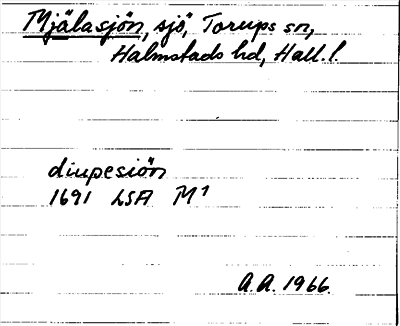 Mjälasjön, sjö, Torups sn,
Halmstads hd, Hall. l.
diupesiön
1691 LSA M¹
A.A. 1966.